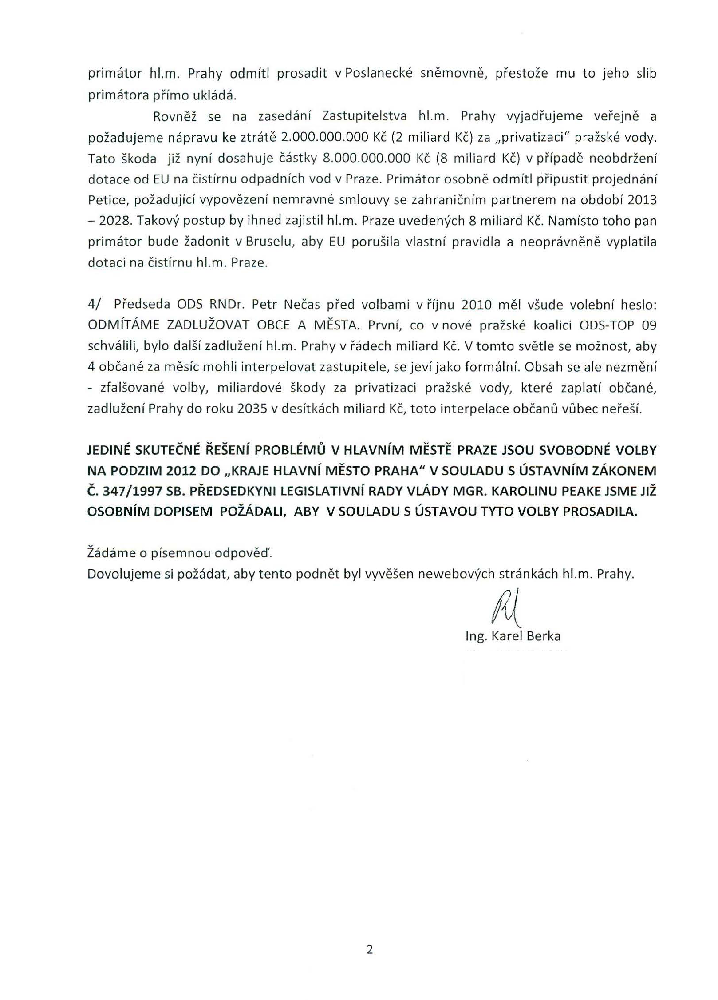 primátor hl.m. Prahy odmítl prosadit v Poslanecké sněmovně, přestože mu to jeho slib
primátora přímo ukládá.
Rovněž se na zasedání Zastupitelstva hl.m. Prahy vyjadřujeme veřejně a
požadujeme nápravu ke ztrátě 2.000.000.000 Kč (2 miliard Kč) za „privatizaci“ pražské vody.
Tato škoda již nyní dosahuje částky 8.000.000.000 Kč (8 miliard Kč) v případě neobdržení
dotace od EU na čistírnu odpadních vod v Praze. Primátor osobně odmítl připustit projednání
Petice, požadující vypovězení nemravné smlouvy se zahraničním partnerem na období 2013
– 2028. Takový postup by ihned zajistil hl.m. Praze uvedených 8 miliard Kč. Namísto toho pan
primátor bude žadonit v Bruselu, aby EU porušila vlastní pravidla a neoprávněně vyplatila
dotaci na čistírnu hl.m. Praze.
4/ Předseda ODS RNDr. Petr Nečas před volbami v říjnu 2010 měl všude volební heslo:
ODMÍTÁME ZADLUŽOVAT OBCE A MĚSTA. První, co v nové pražské koalici ODS-TOP 09
schválili, bylo další zadlužení hl.m. Prahy v řádech miliard Kč. V tomto světle se možnost, aby
4 občané za měsíc mohli interpelovat zastupitele, se jeví jako formální. Obsah se ale nezmění
- zfalšované volby, miliardové škody za privatizaci pražské vody, které zaplatí občané,
zadlužení Prahy do roku 2035 v desítkách miliard Kč, toto interpelace občanů vůbec neřeší.
JEDINÉ SKUTEČNÉ ŘEŠENÍ PROBLÉMŮ V HLAVNÍM MĚSTĚ PRAZE JSOU SVOBODNÉ VOLBY
NA PODZIM 2012 DO „KRAJE HLAVNÍ MĚSTO PRAHA“ V SOULADU S ÚSTAVNÍM ZÁKONEM
Č. 347/1997 SB. PŘEDSEDKYNI LEGISLATIVNÍ RADY VLÁDY MGR. KAROLINU PEAKE JSME JIŽ
OSOBNÍM DOPISEM POŽÁDALI, ABY V SOULADU S ÚSTAVOU TYTO VOLBY PROSADILA.
Žádáme o písemnou odpověď.
Dovolujeme si požádat, aby tento podnět byl vyvěšen newebových stránkách hl.m. Prahy.
Ing. Karel Berka
2